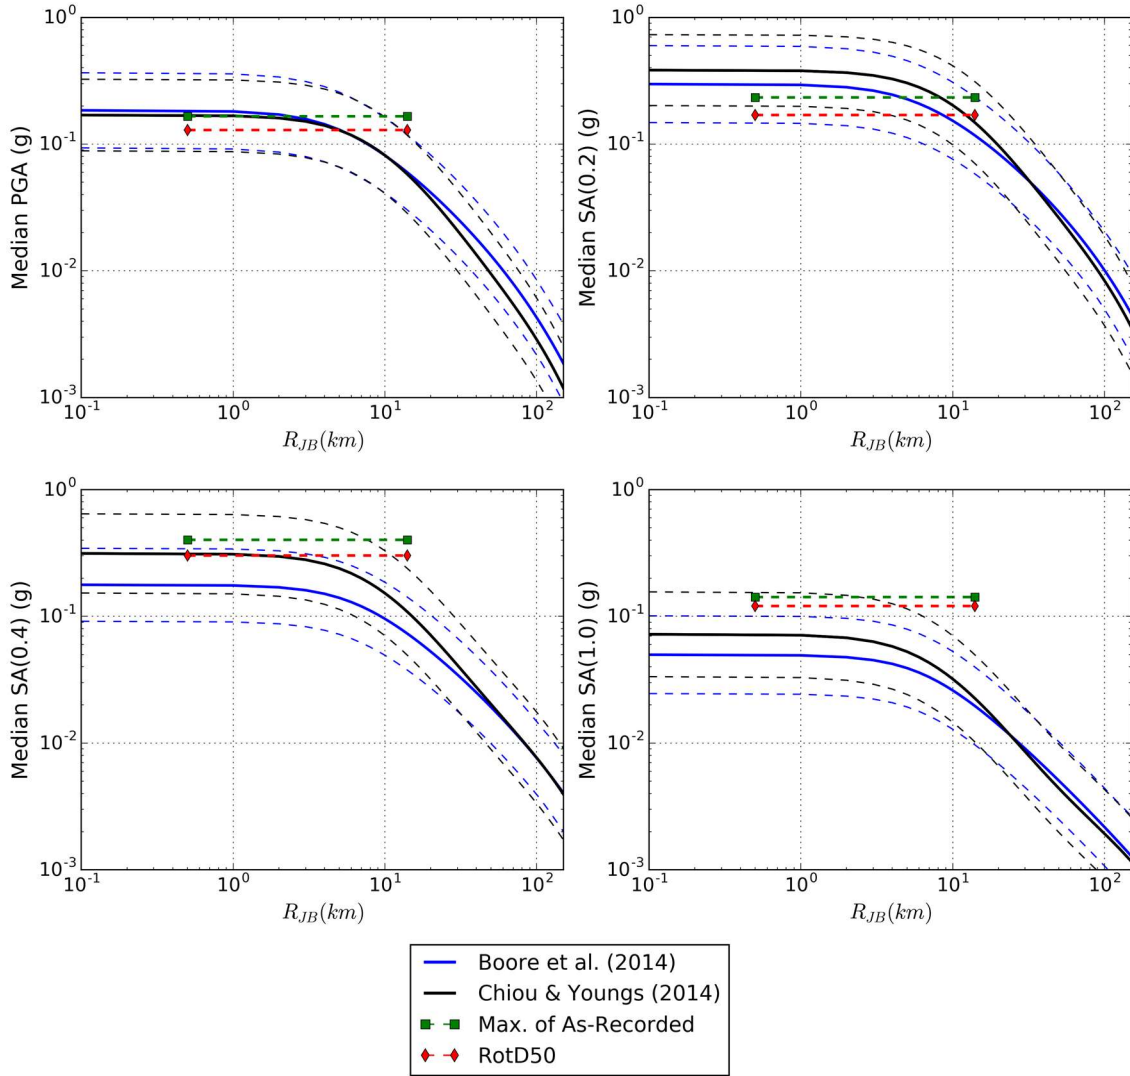 Median PGA (g)
10^0
10^-1
10^-2
10^-3
10^-1 10^0 10^1 10^2
R_JB(km)
Median SA(0.2) (g)
10^0
10^-1
10^-2
10^-3
10^-1 10^0 10^1 10^2
R_JB(km)
Median SA(0.4) (g)
10^0
10^-1
10^-2
10^-3
10^-1 10^0 10^1 10^2
R_JB(km)
Median SA(1.0) (g)
10^0
10^-1
10^-2
10^-3
10^-1 10^0 10^1 10^2
R_JB(km)
Boore et al. (2014)
Chiou & Youngs (2014)
Max. of As-Recorded
RotD50